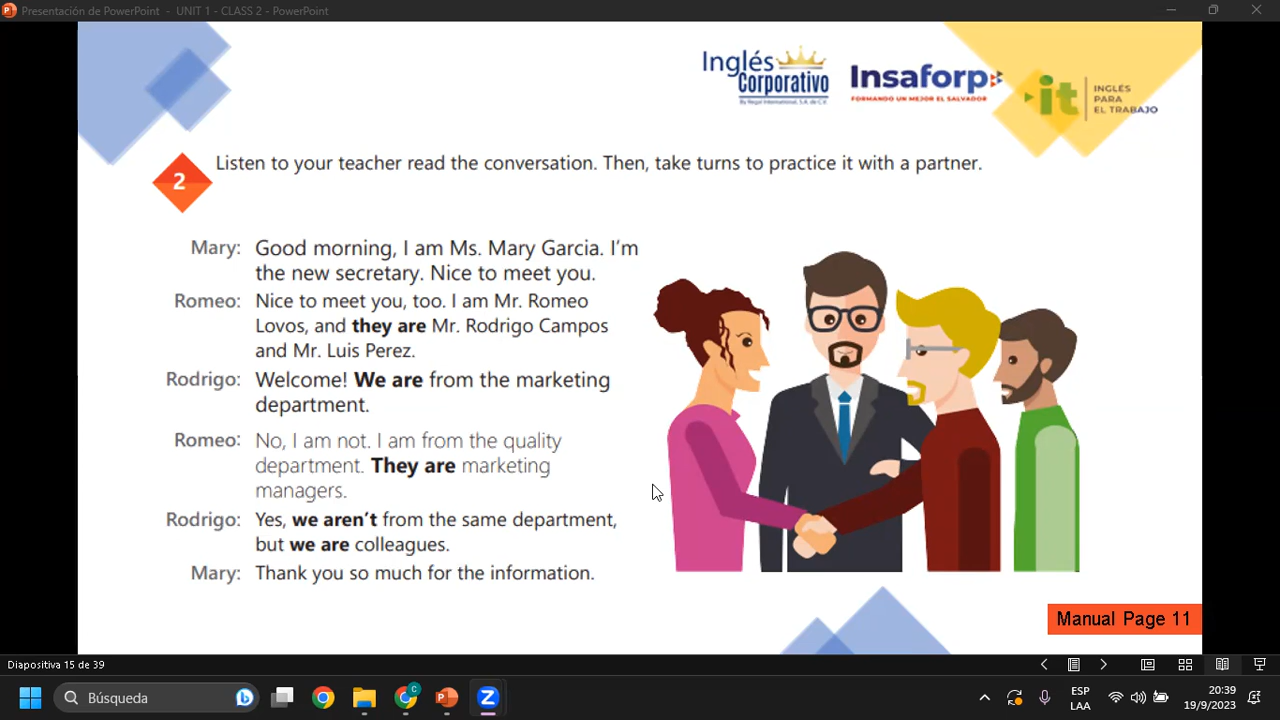 Presentación de PowerPoint - UNIT 1 - CLASS 2 - PowerPoint
Inglés
Corporativo
By Regal International, S.A. de C.V.
Insaforp
FORMANDO UN MEJOR EL SALVADOR
it
INGLÉS
PARA
EL TRABAJO
2
Listen to your teacher read the conversation. Then, take turns to practice it with a partner.
Mary: Good morning, I am Ms. Mary Garcia. I'm
the new secretary. Nice to meet you.
Romeo: Nice to meet you, too. I am Mr. Romeo
Lovos, and they are Mr. Rodrigo Campos
and Mr. Luis Perez.
Rodrigo: Welcome! We are from the marketing
department.
Romeo: No, I am not. I am from the quality
department. They are marketing
managers.
Rodrigo: Yes, we aren't from the same department,
but we are colleagues.
Mary: Thank you so much for the information.
Manual Page 11
Diapositiva 15 de 39
Búsqueda
C
ESP
LAA
20:39
19/9/2023